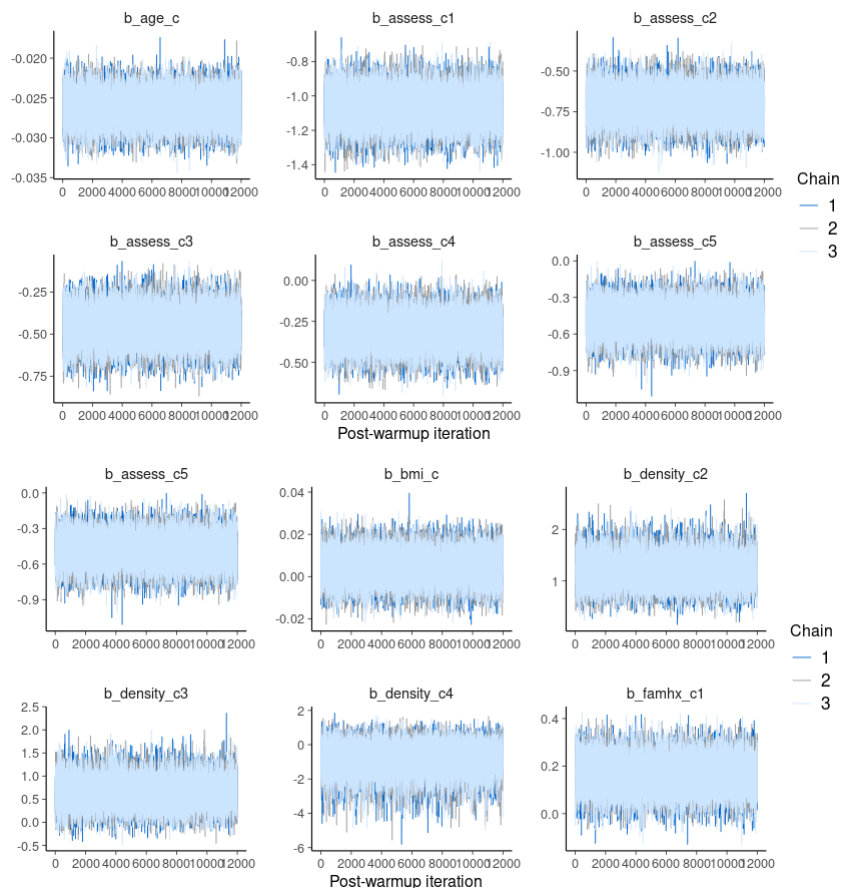 b_age_c b_assess_c1 b_assess_c2
-0.020
-0.025
-0.030
-0.035
-0.8
-1.0
-1.2
-1.4
-0.50
-0.75
-1.00
0 2000 4000 6000 8000 10000 12000
0 2000 4000 6000 8000 10000 12000
0 2000 4000 6000 8000 10000 12000
Chain
1
2
3
b_assess_c3 b_assess_c4 b_assess_c5
-0.25
-0.50
-0.75
0.00
-0.25
-0.50
0.0
-0.3
-0.6
-0.9
0 2000 4000 6000 8000 10000 12000
0 2000 4000 6000 8000 10000 12000
0 2000 4000 6000 8000 10000 12000
Post-warmup iteration
b_assess_c5 b_bmi_c b_density_c2
0.0
-0.3
-0.6
-0.9
0.04
0.02
0.00
-0.02
2
1
0 2000 4000 6000 8000 10000 12000
0 2000 4000 6000 8000 10000 12000
0 2000 4000 6000 8000 10000 12000
Chain
1
2
3
b_density_c3 b_density_c4 b_famhx_c1
2.5
2.0
1.5
1.0
0.5
0.0
-0.5
2
0
-2
-4
-6
0.4
0.2
0.0
0 2000 4000 6000 8000 10000 12000
0 2000 4000 6000 8000 10000 12000
0 2000 4000 6000 8000 10000 12000
Post-warmup iteration